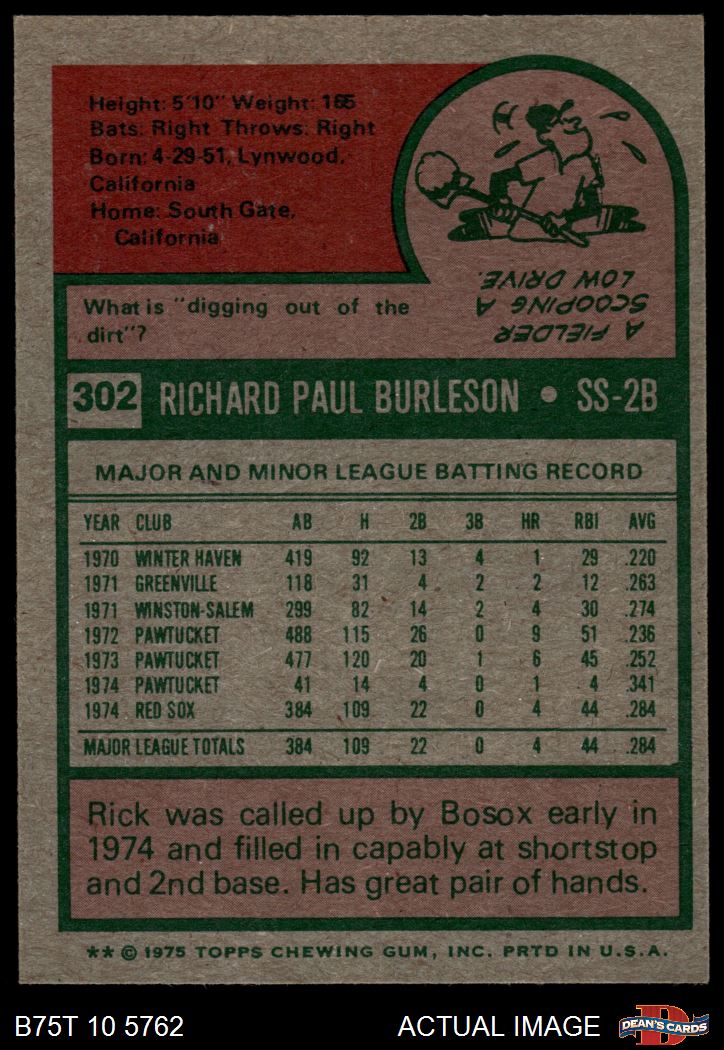 Height: 5'10" Weight: 165
Bats: Right Throws: Right
Born: 4-29-51, Lynwood,
California
Home: South Gate,
California
What is "digging out of the
dirt"?
A FIELDER
SCOOPING A
LOW DRIVE.
302 RICHARD PAUL BURLESON • SS-2B
MAJOR AND MINOR LEAGUE BATTING RECORD
YEAR CLUB AB H 2B 3B HR RBI AVG
1970 WINTER HAVEN 419 92 13 4 1 29 .220
1971 GREENVILLE 118 31 4 2 2 12 .263
1971 WINSTON-SALEM 299 82 14 2 4 30 .274
1972 PAWTUCKET 488 115 26 0 9 51 .236
1973 PAWTUCKET 477 120 20 1 6 45 .252
1974 PAWTUCKET 41 14 4 0 1 4 .341
1974 RED SOX 384 109 22 0 4 44 .284
MAJOR LEAGUE TOTALS 384 109 22 0 4 44 .284
Rick was called up by Bosox early in
1974 and filled in capably at shortstop
and 2nd base. Has great pair of hands.
** © 1975 TOPPS CHEWING GUM, INC. PRTD IN U.S.A.
B75T 10 5762 ACTUAL IMAGE D DEAN'S CARDS